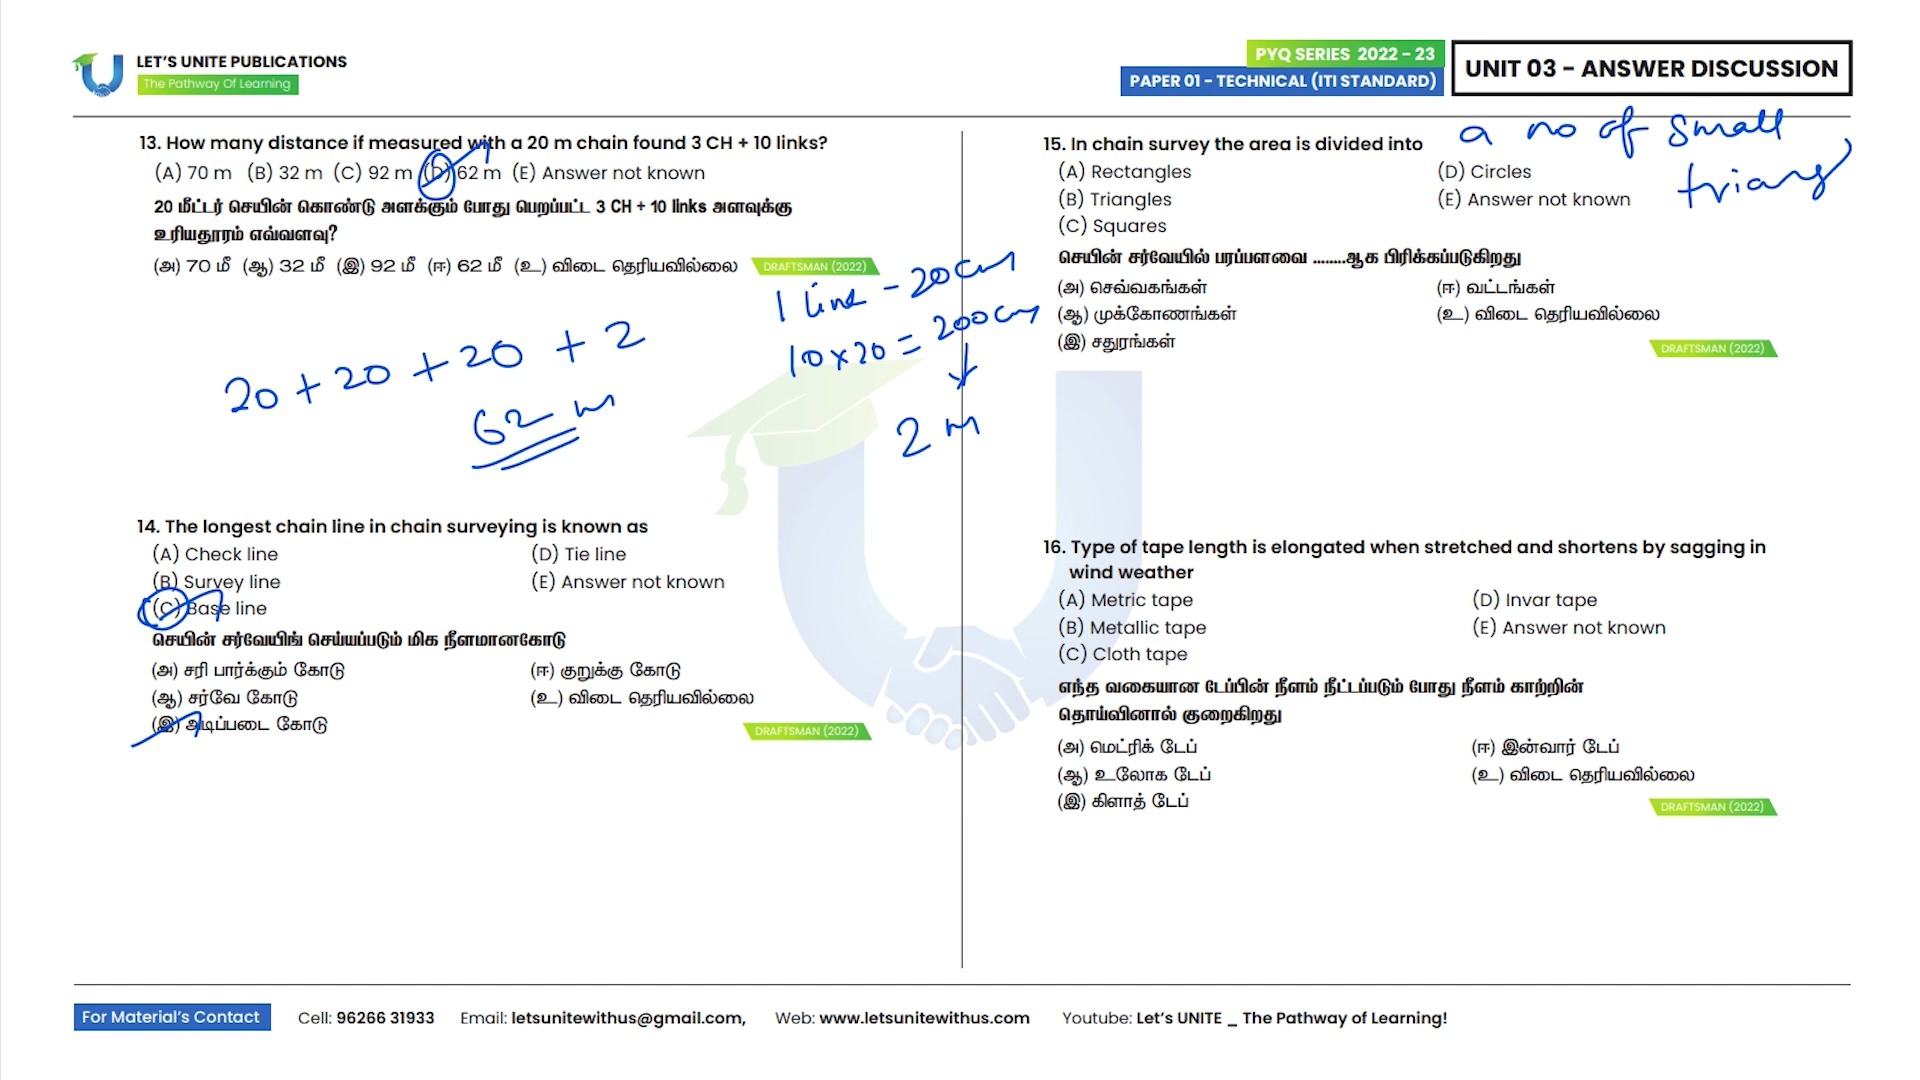 LET'S UNITE PUBLICATIONS
The Pathway Of Learning
PYQ SERIES 2022 - 23
PAPER 01 - TECHNICAL (ITI STANDARD)
UNIT 03 - ANSWER DISCUSSION
13. How many distance if measured with a 20 m chain found 3 CH + 10 links?
(A) 70 m (B) 32 m (C) 92 m (D) 62 m (E) Answer not known
20 மீட்டர் செயின் கொண்டு அளக்கும் போது பெறப்பட்ட 3 CH + 10 links அளவுக்கு
உரியதூரம் எவ்வளவு?
(அ) 70 மீ (ஆ) 32 மீ (இ) 92 மீ (ஈ) 62 மீ (உ) விடை தெரியவில்லை
DRAFTSMAN (2022)
1 link - 20cm
10 x 20 = 200cm
2 m
20 + 20 + 20 + 2
62 m
14. The longest chain line in chain surveying is known as
(A) Check line (D) Tie line
(B) Survey line (E) Answer not known
(C) Base line
செயின் சர்வேயிங் செய்யப்படும் மிக நீளமானகோடு
(அ) சரி பார்க்கும் கோடு (ஈ) குறுக்கு கோடு
(ஆ) சர்வே கோடு (உ) விடை தெரியவில்லை
(இ) அடிப்படை கோடு
DRAFTSMAN (2022)
15. In chain survey the area is divided into
a no of small
triang
(A) Rectangles (D) Circles
(B) Triangles (E) Answer not known
(C) Squares
செயின் சர்வேயில் பரப்பளவை ........ஆக பிரிக்கப்படுகிறது
(அ) செவ்வகங்கள் (ஈ) வட்டங்கள்
(ஆ) முக்கோணங்கள் (உ) விடை தெரியவில்லை
(இ) சதுரங்கள்
DRAFTSMAN (2022)
16. Type of tape length is elongated when stretched and shortens by sagging in
wind weather
(A) Metric tape (D) Invar tape
(B) Metallic tape (E) Answer not known
(C) Cloth tape
எந்த வகையான டேப்பின் நீளம் நீட்டப்படும் போது நீளம் காற்றின்
தொய்வினால் குறைகிறது
(அ) மெட்ரிக் டேப் (ஈ) இன்வார் டேப்
(ஆ) உலோக டேப் (உ) விடை தெரியவில்லை
(இ) கிளாத் டேப்
DRAFTSMAN (2022)
For Material's Contact Cell: 96266 31933 Email: letsunitewithus@gmail.com, Web: www.letsunitewithus.com Youtube: Let's UNITE _ The Pathway of Learning!